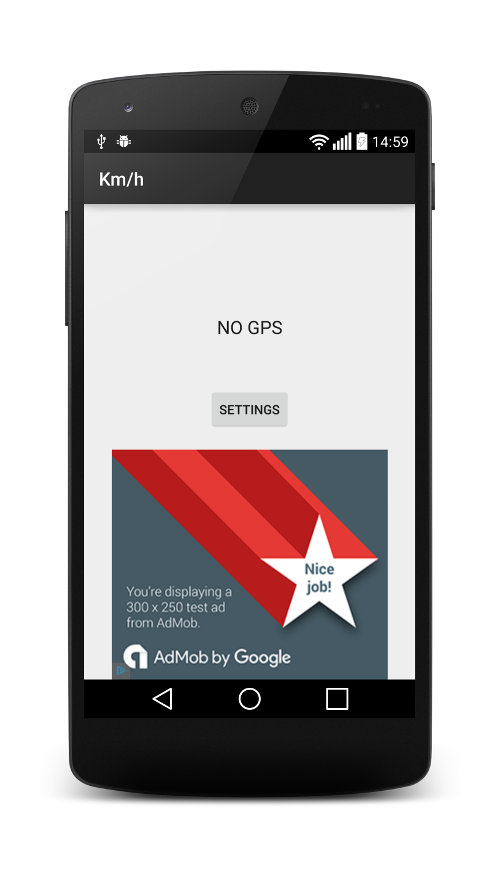 14:59
Km/h
NO GPS
SETTINGS
Nice
job!
You're displaying a
300 x 250 test ad
from AdMob.
AdMob by Google